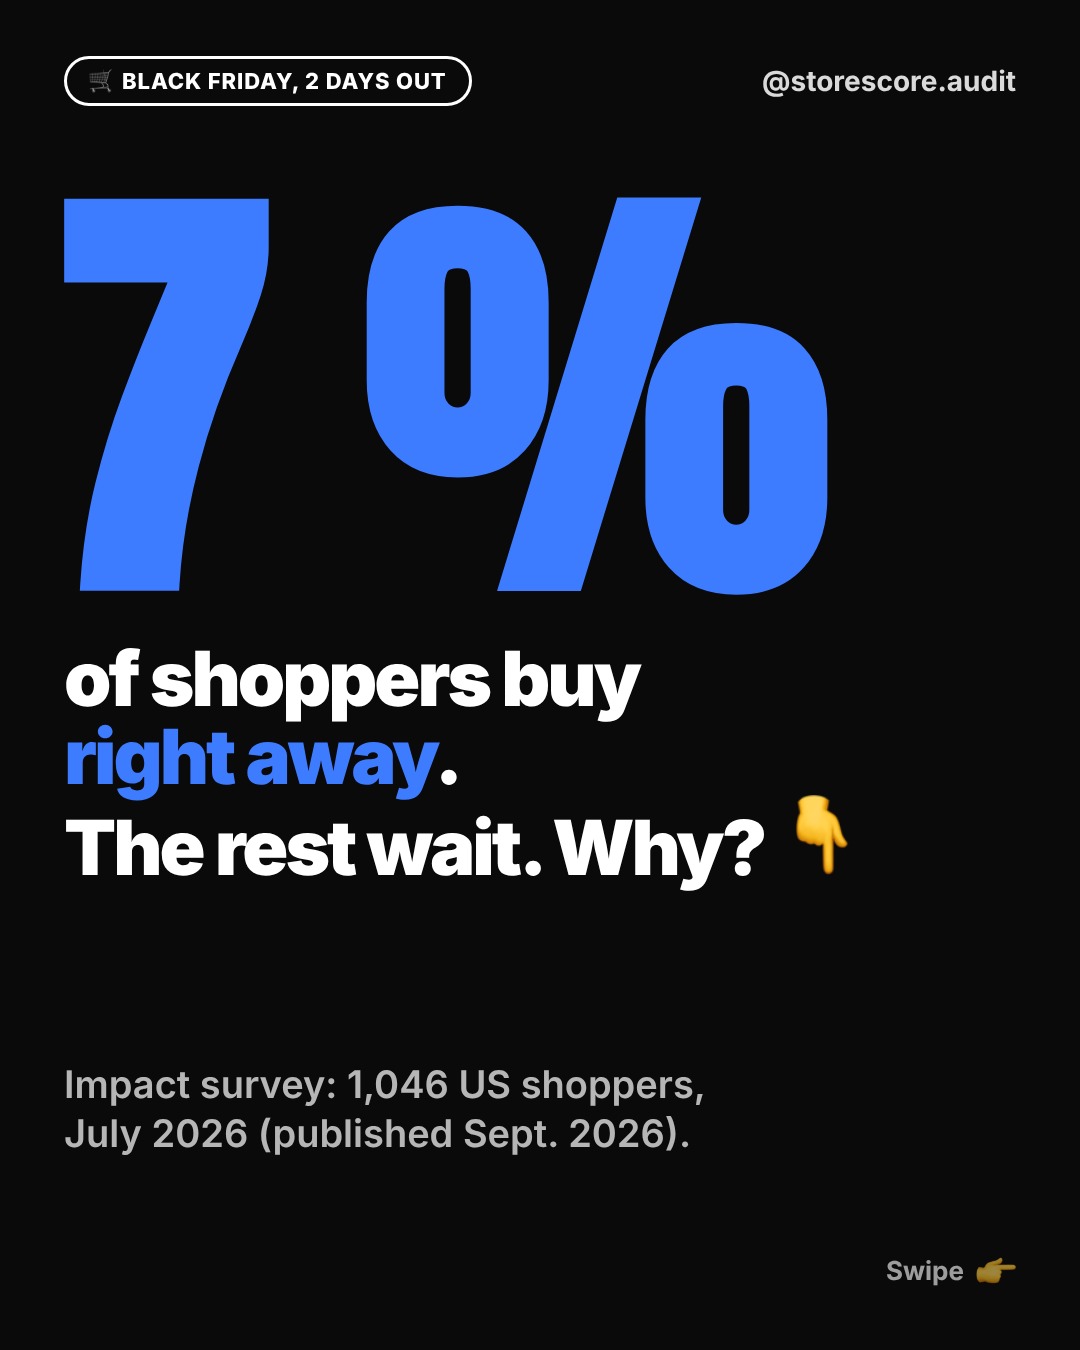 🛒 BLACK FRIDAY, 2 DAYS OUT
@storescore.audit
7 %
of shoppers buy
right away.
The rest wait. Why? 👇
Impact survey: 1,046 US shoppers,
July 2026 (published Sept. 2026).
Swipe 👉